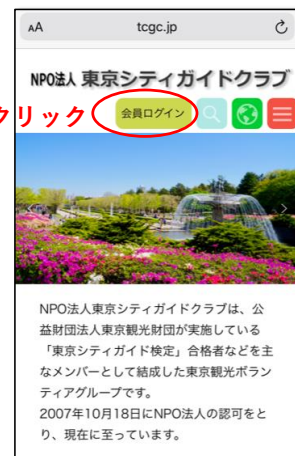 AA tcgc.jp
NPO法人 東京シティガイドクラブ
クリック 会員ログイン
NPO法人東京シティガイドクラブは、公
益財団法人東京観光財団が実施している
「東京シティガイド検定」合格者などを主
なメンバーとして結成した東京観光ボラン
ティアグループです。
2007年10月18日にNPO法人の認可をと
り、現在に至っています。